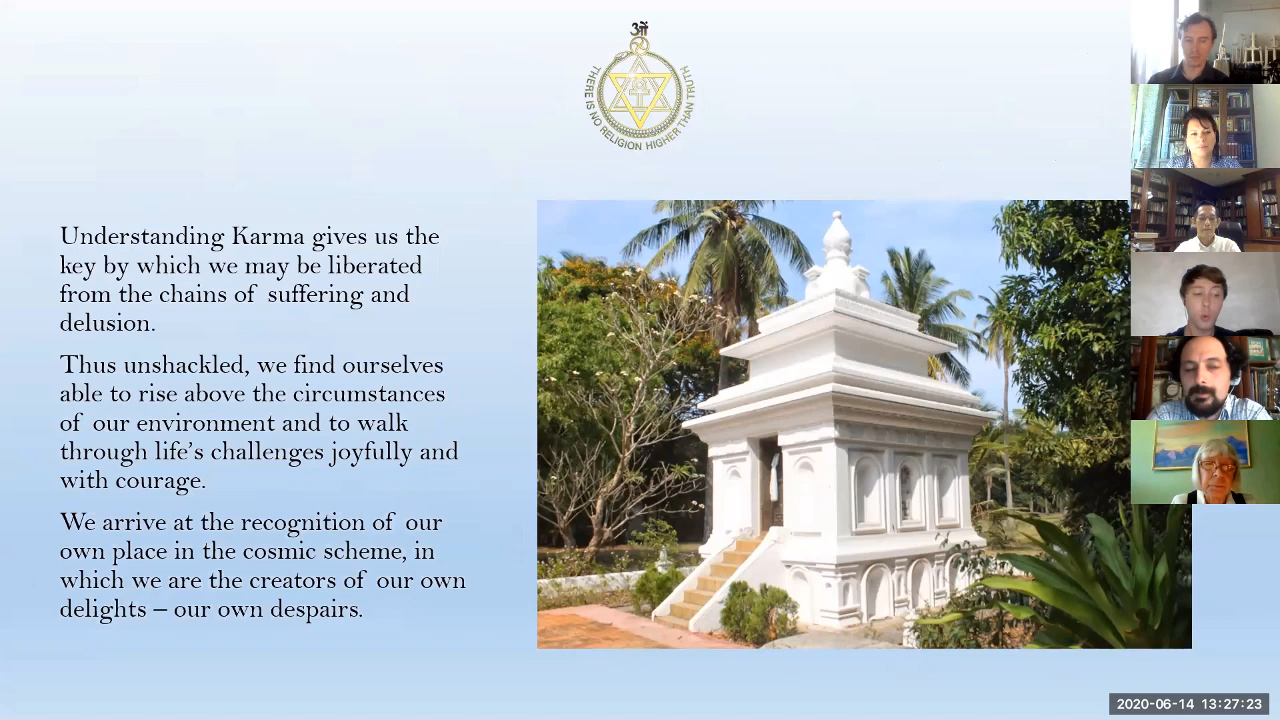 ओं
THERE IS NO RELIGION HIGHER THAN TRUTH
Understanding Karma gives us the
key by which we may be liberated
from the chains of suffering and
delusion.
Thus unshackled, we find ourselves
able to rise above the circumstances
of our environment and to walk
through life’s challenges joyfully and
with courage.
We arrive at the recognition of our
own place in the cosmic scheme, in
which we are the creators of our own
delights – our own despairs.
2020-06-14 13:27:23